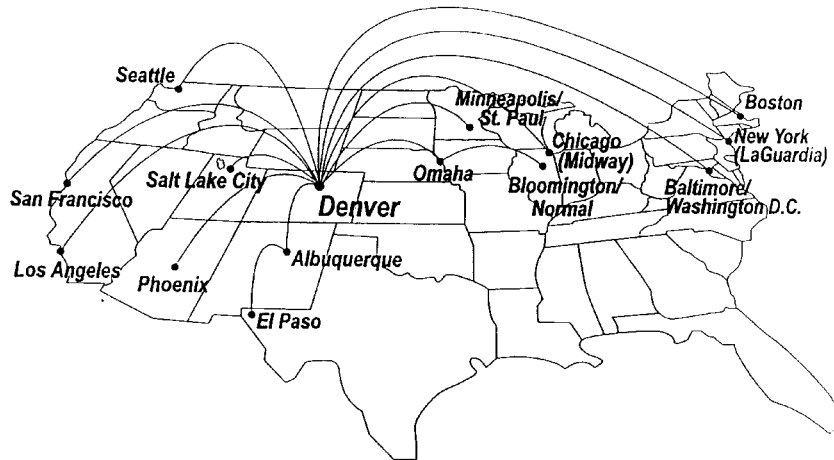 Seattle
Minneapolis/
St. Paul
Boston
New York
(LaGuardia)
Chicago
(Midway)
Salt Lake City
Omaha
Bloomington/
Normal
Baltimore/
Washington D.C.
San Francisco
Denver
Los Angeles
Phoenix
Albuquerque
El Paso